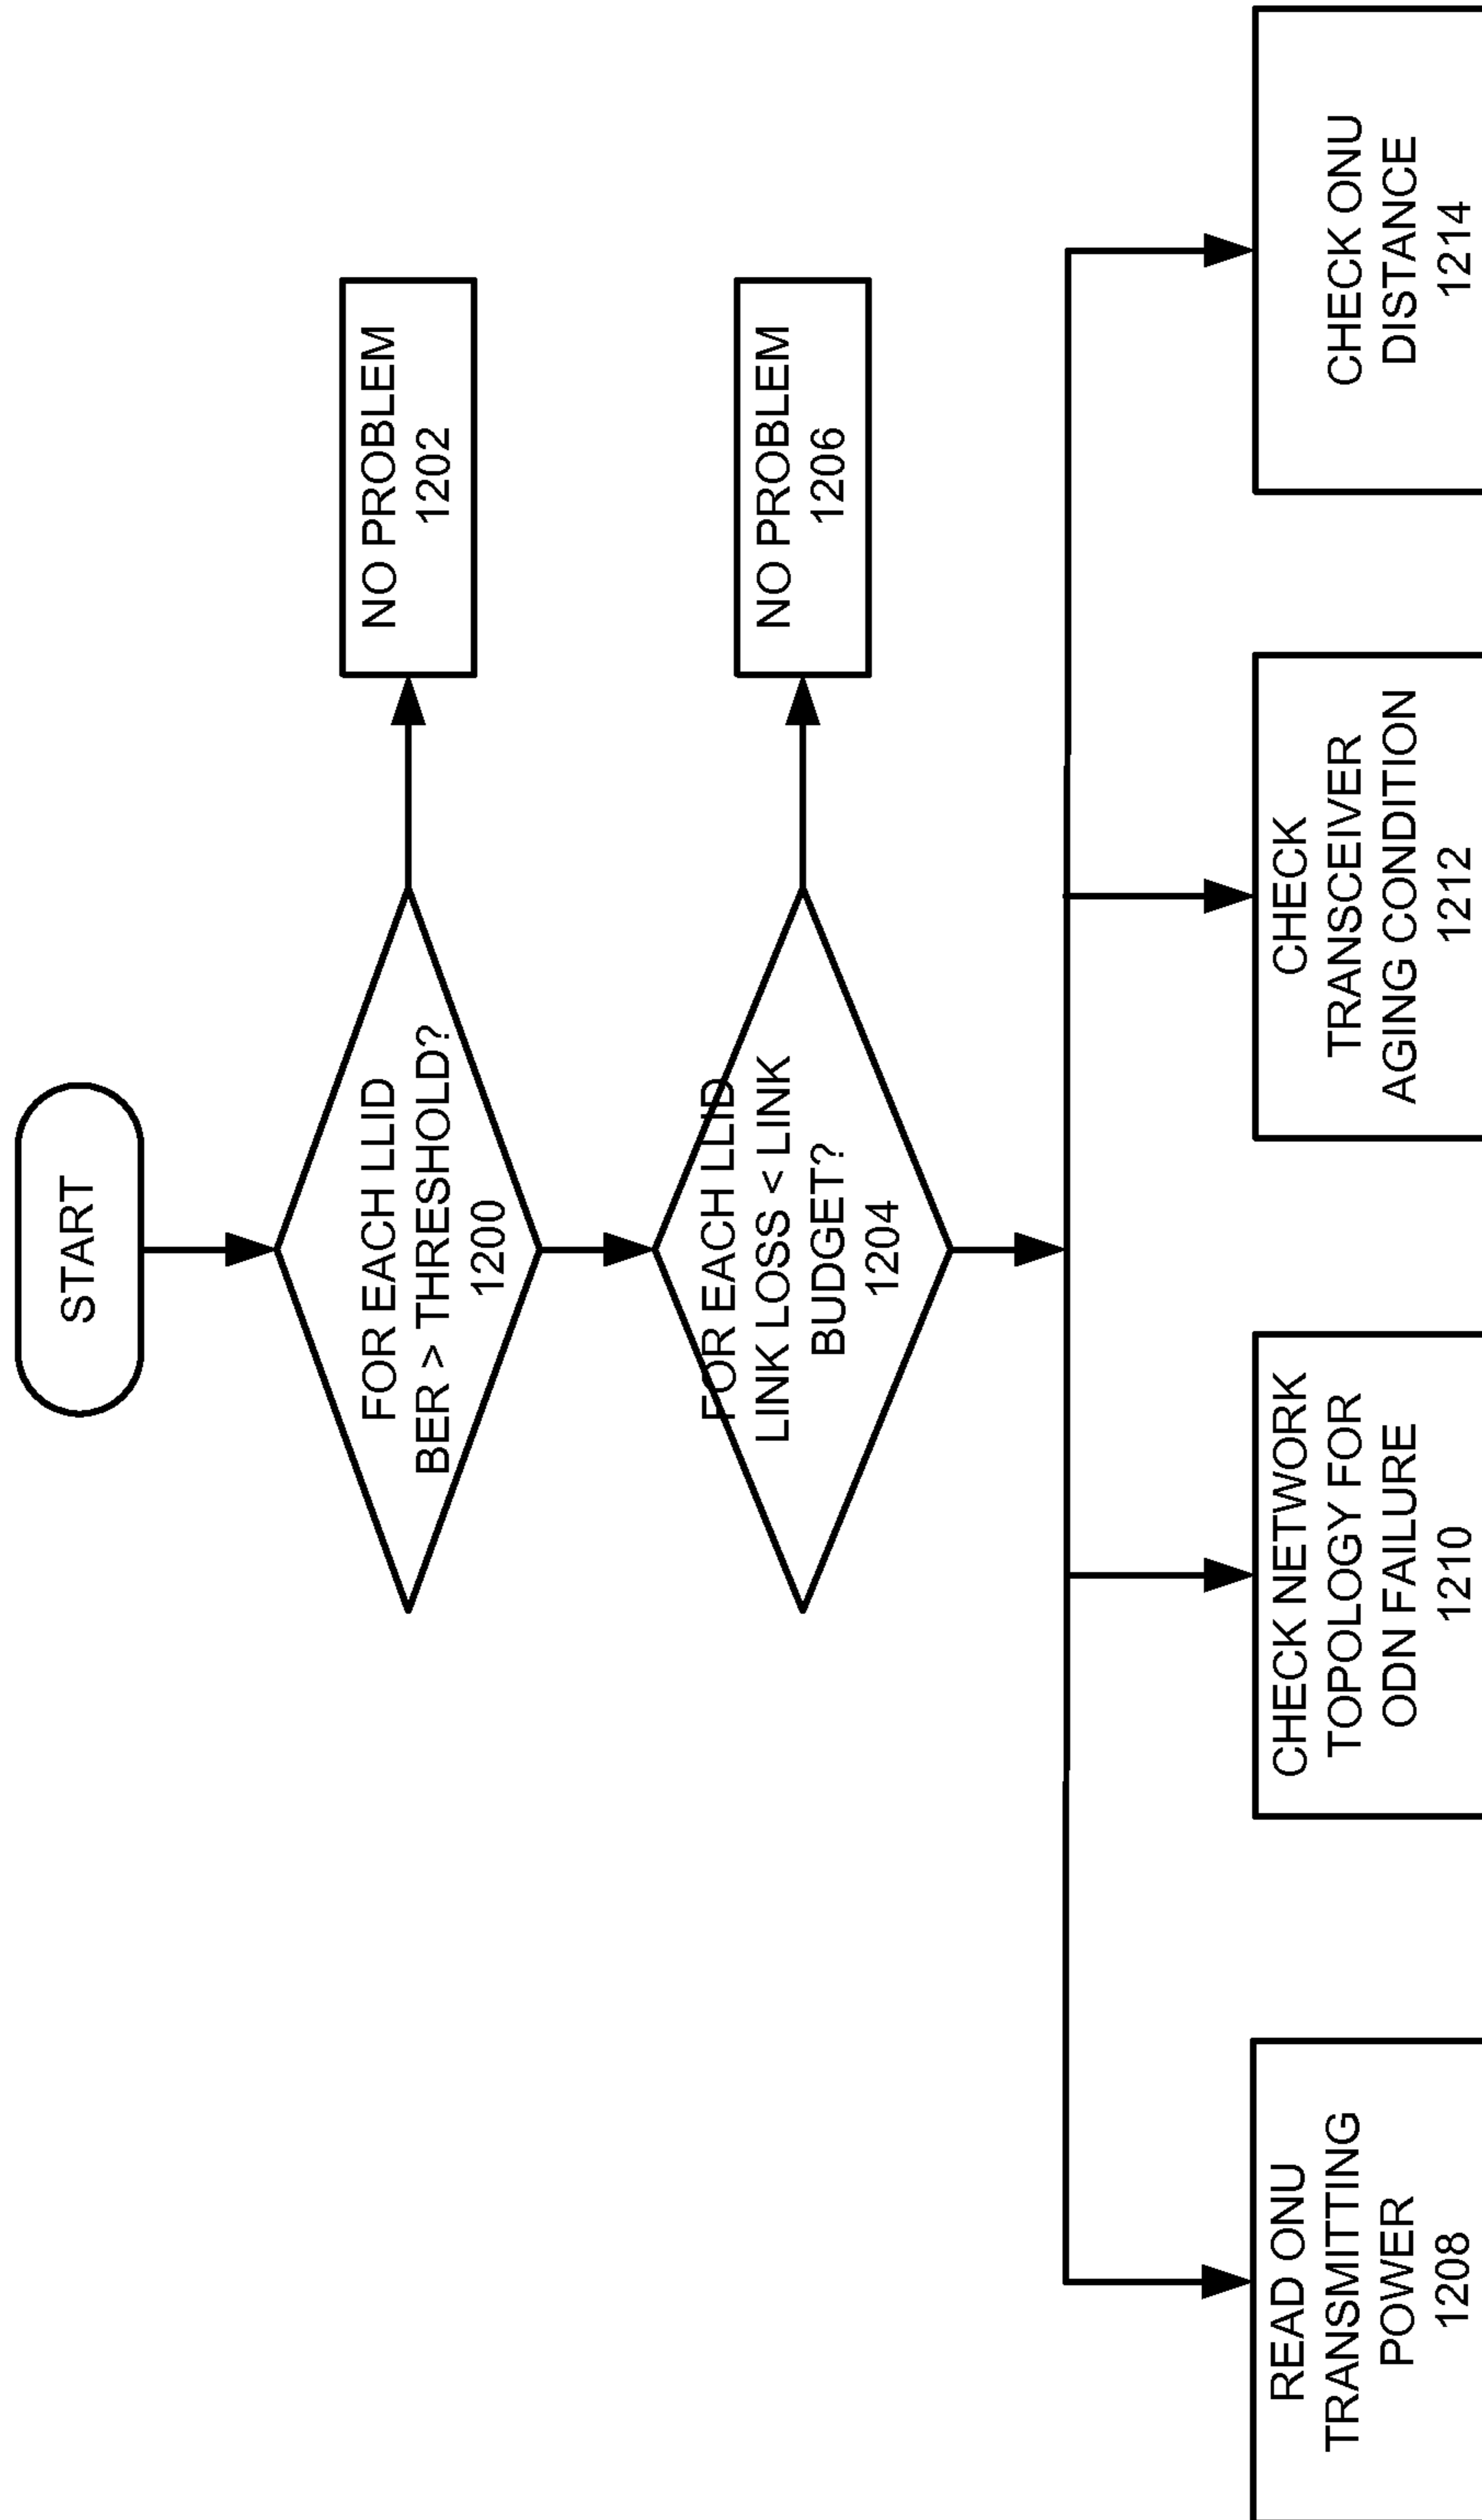 START
FOR EACH LLID
BER > THRESHOLD?
1200
NO PROBLEM
1202
FOR EACH LLID
LINK LOSS < LINK
BUDGET?
1204
NO PROBLEM
1206
READ ONU
TRANSMITTING
POWER
1208
CHECK NETWORK
TOPOLOGY FOR
ODN FAILURE
1210
CHECK
TRANSCEIVER
AGING CONDITION
1212
CHECK ONU
DISTANCE
1214